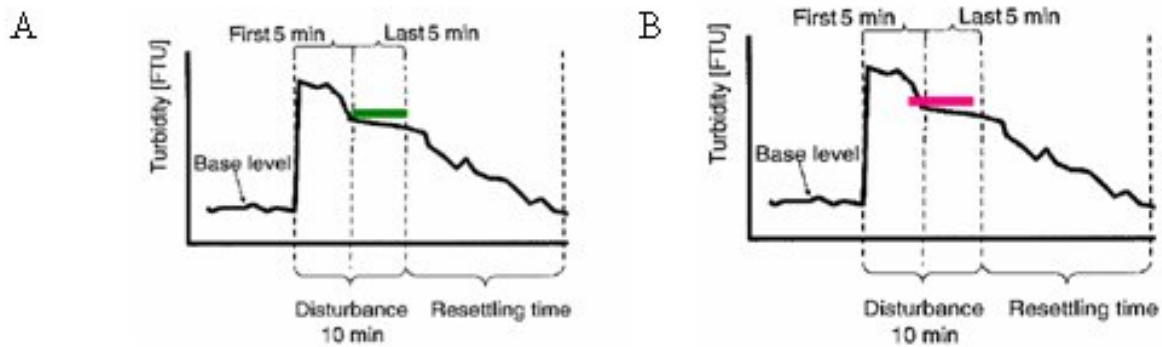 A
First 5 min Last 5 min
Turbidity [FTU]
Base level
Disturbance
10 min
Resettling time
B
First 5 min Last 5 min
Turbidity [FTU]
Base level
Disturbance
10 min
Resettling time